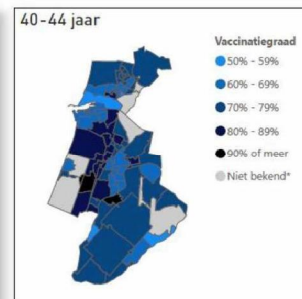 40-44 jaar
Vaccinatiegraad
50% - 59%
60% - 69%
70% - 79%
80% - 89%
90% of meer
Niet bekend*